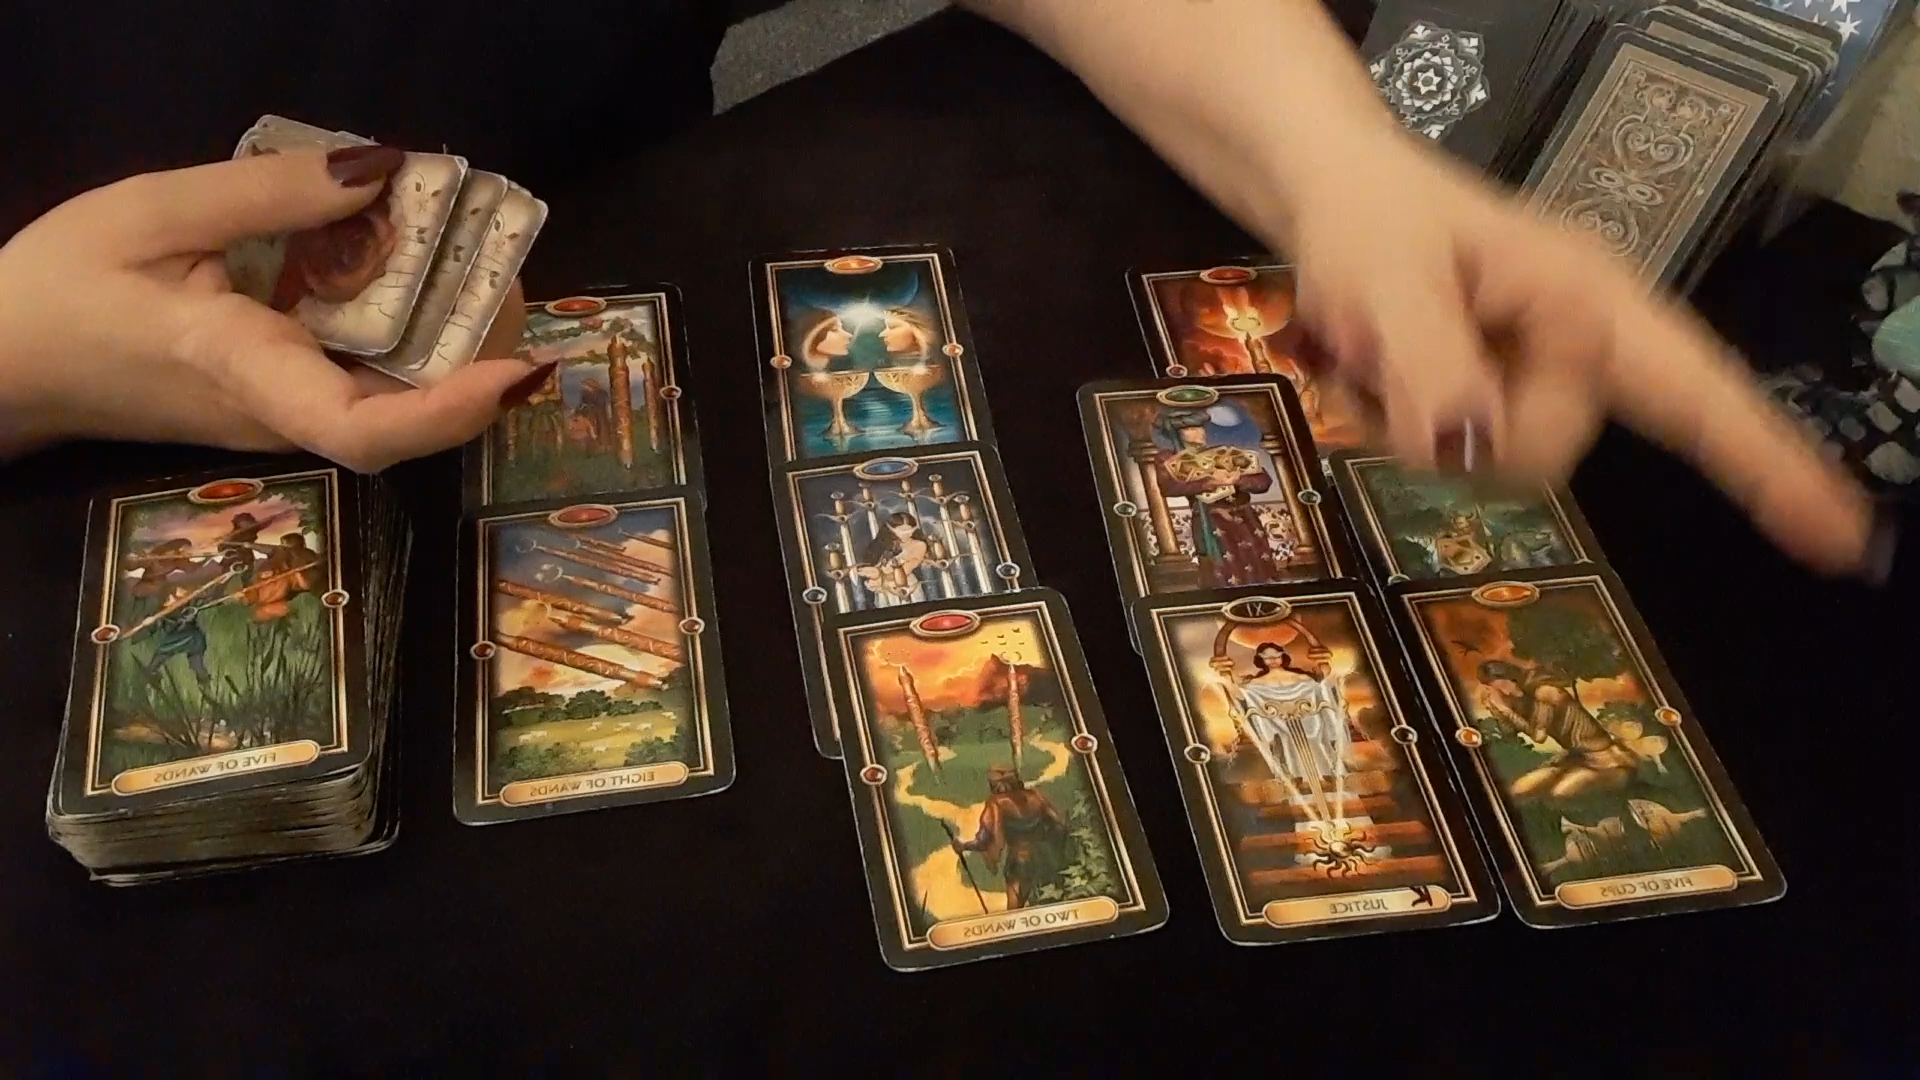 XI
FIVE OF WANDS
EIGHT OF WANDS
TWO OF WANDS
JUSTICE
FIVE OF CUPS